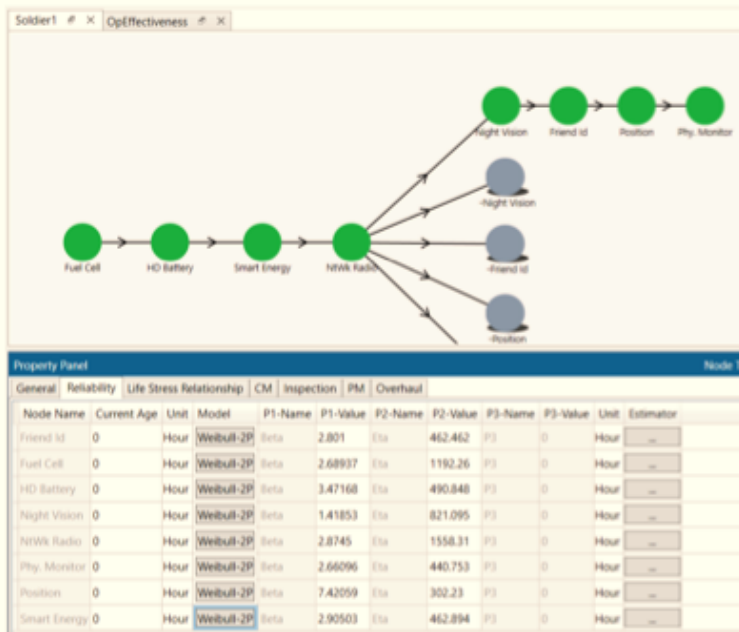 Soldier1
OpEffectiveness
Night Vision
Friend Id
Position
Phy. Monitor
-Night Vision
Fuel Cell
HD Battery
Smart Energy
NtWk Radio
-Friend Id
-Position
Property Panel
Node
General Reliability Life Stress Relationship CM Inspection PM Overhaul
Node Name Current Age Unit Model P1-Name P1-Value P2-Name P2-Value P3-Name P3-Value Unit Estimator
Friend Id 0 Hour Weibull-2P Beta 2.801 Eta 462.462 P3 0 Hour ...
Fuel Cell 0 Hour Weibull-2P Beta 2.68937 Eta 1192.26 P3 0 Hour ...
HD Battery 0 Hour Weibull-2P Beta 3.47168 Eta 490.848 P3 0 Hour ...
Night Vision 0 Hour Weibull-2P Beta 1.41853 Eta 821.095 P3 0 Hour ...
NtWk Radio 0 Hour Weibull-2P Beta 2.8745 Eta 1558.31 P3 0 Hour ...
Phy. Monitor 0 Hour Weibull-2P Beta 2.66096 Eta 440.753 P3 0 Hour ...
Position 0 Hour Weibull-2P Beta 7.42059 Eta 302.23 P3 0 Hour ...
Smart Energy 0 Hour Weibull-2P Beta 2.90503 Eta 462.894 P3 0 Hour ...